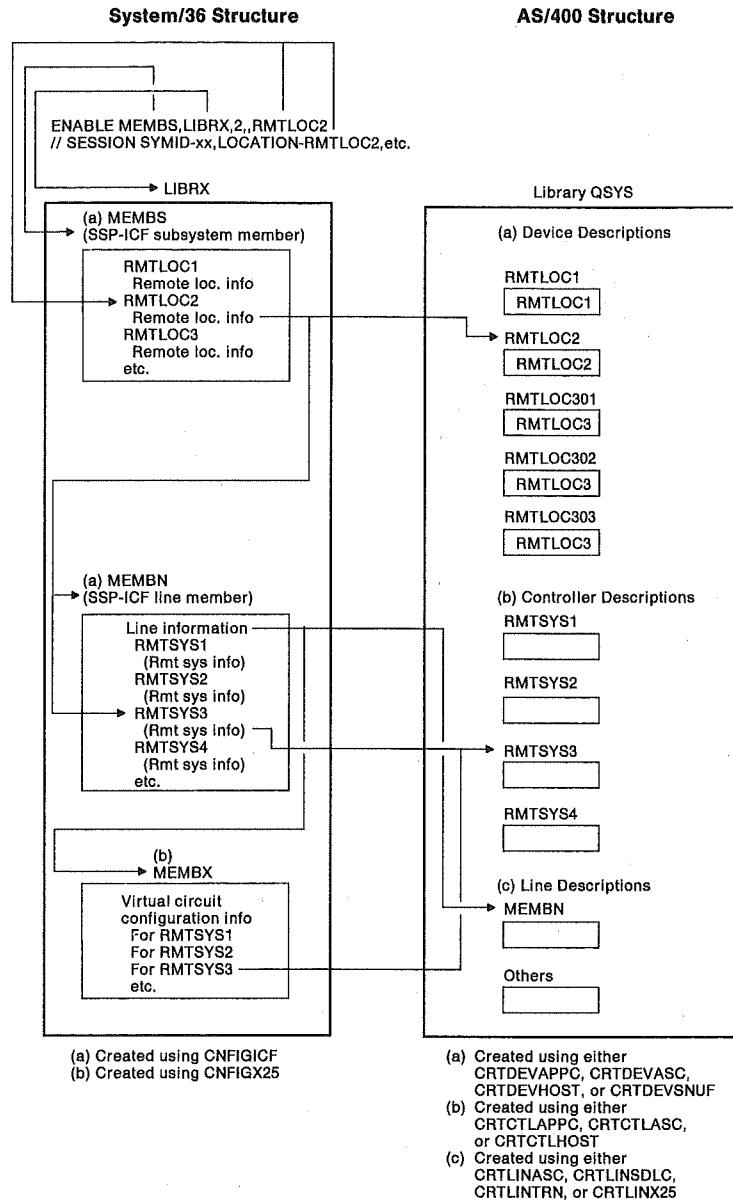 System/36 Structure
AS/400 Structure
ENABLE MEMBS,LIBRX,2,,RMTLOC2
// SESSION SYMID-xx,LOCATION-RMTLOC2,etc.
LIBRX
(a) MEMBS
(SSP-ICF subsystem member)
RMTLOC1
Remote loc. info
RMTLOC2
Remote loc. info
RMTLOC3
Remote loc. info
etc.
(a) MEMBN
(SSP-ICF line member)
Line information
RMTSYS1
(Rmt sys info)
RMTSYS2
(Rmt sys info)
RMTSYS3
(Rmt sys info)
RMTSYS4
(Rmt sys info)
etc.
(b)
MEMBX
Virtual circuit
configuration info
For RMTSYS1
For RMTSYS2
For RMTSYS3
etc.
(a) Created using CNFIGICF
(b) Created using CNFIGX25
Library QSYS
(a) Device Descriptions
RMTLOC1
RMTLOC1
RMTLOC2
RMTLOC2
RMTLOC301
RMTLOC3
RMTLOC302
RMTLOC3
RMTLOC303
RMTLOC3
(b) Controller Descriptions
RMTSYS1
RMTSYS2
RMTSYS3
RMTSYS4
(c) Line Descriptions
MEMBN
Others
(a) Created using either
CRTDEVAPPC, CRTDEVASC,
CRTDEVHOST, or CRTDEVSNUF
(b) Created using either
CRTCTLAPPC, CRTCTLASC,
or CRTCTLHOST
(c) Created using either
CRTLINASC, CRTLINSDLC,
CRTLINTRN, or CRTLINX25